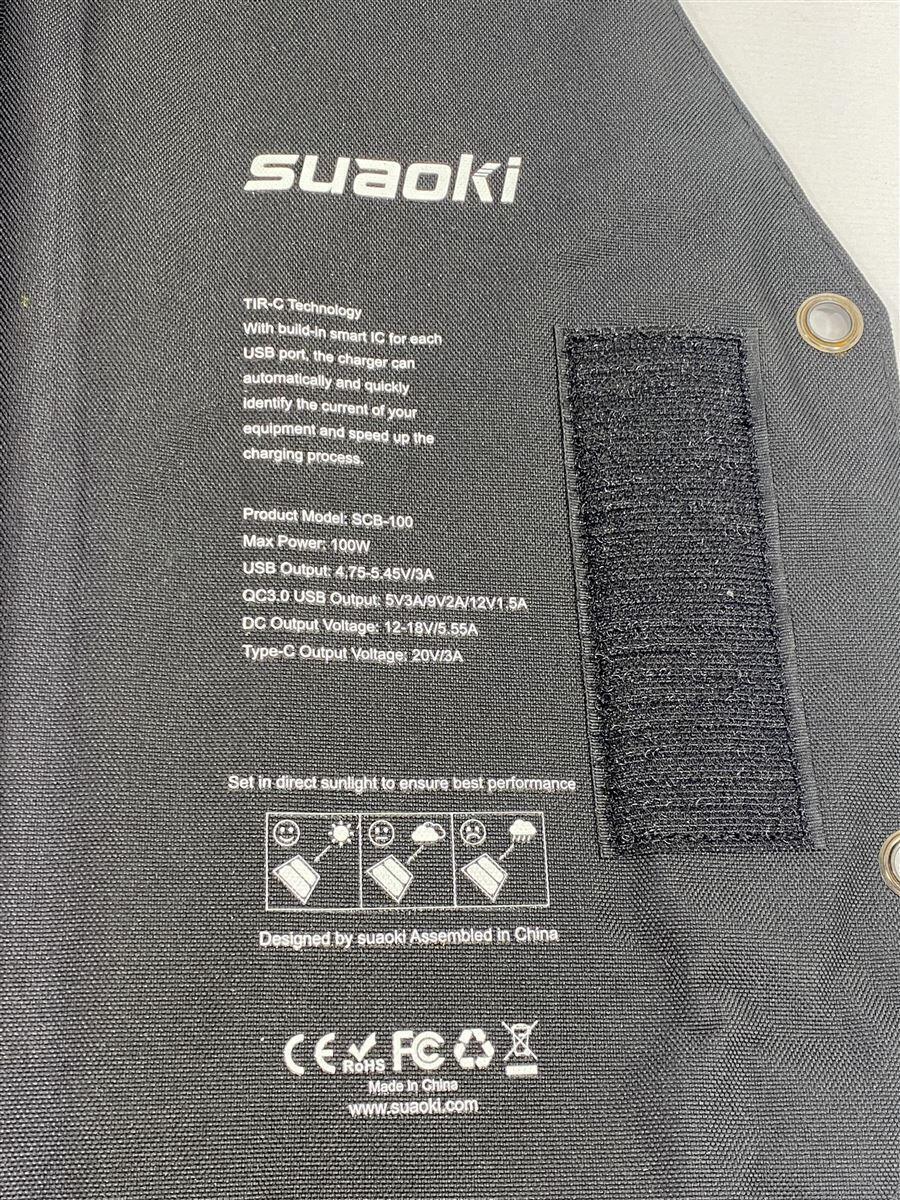 suaoki
TIR-C Technology
With build-in smart IC for each
USB port, the charger can
automatically and quickly
identify the current of your
equipment and speed up the
charging process.
Product Model: SCB-100
Max Power: 100W
USB Output: 4.75-5.45V/3A
QC3.0 USB Output: 5V3A/9V2A/12V1.5A
DC Output Voltage: 12-18V/5.55A
Type-C Output Voltage: 20V/3A
Set in direct sunlight to ensure best performance
Designed by suaoki Assembled in China
CE RoHS FC
Made in China
www.suaoki.com